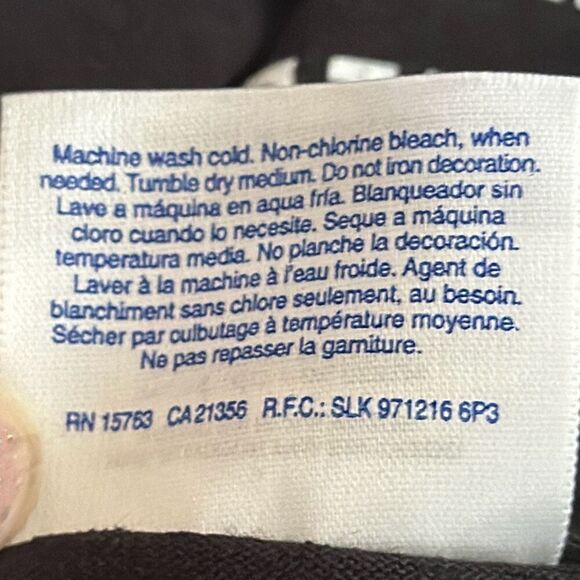 Machine wash cold. Non-chlorine bleach, when
needed. Tumble dry medium. Do not iron decoration.
Lave a máquina en aqua fría. Blanqueador sin
cloro cuando lo necesite. Seque a máquina
temperatura media. No planche la decoración.
Laver à la machine à l'eau froide. Agent de
blanchiment sans chlore seulement, au besoin.
Sécher par culbutage à température moyenne.
Ne pas repasser la garniture.
RN 15763 CA 21356 R.F.C.: SLK 971216 6P3